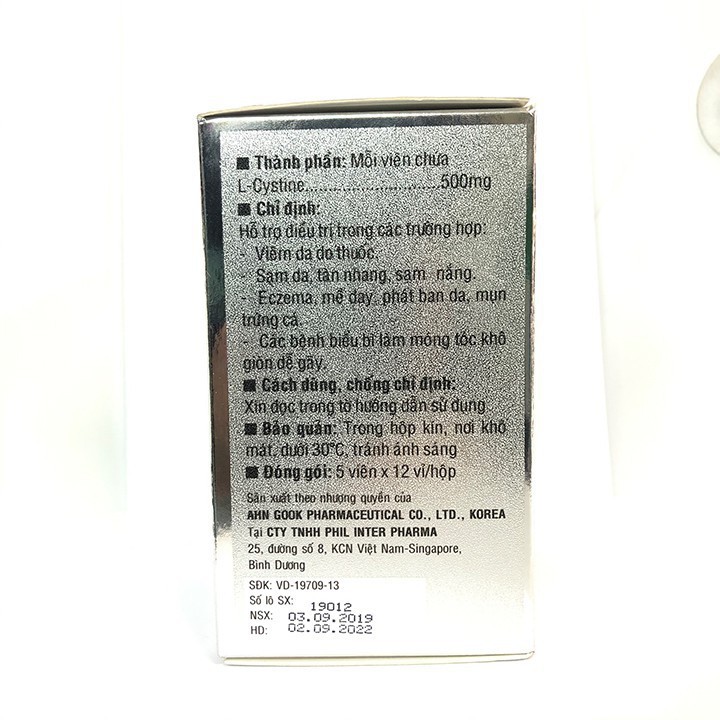 ■ Thành phần: Mỗi viên chứa
L-Cystine..............................500mg
■ Chỉ định:
Hỗ trợ điều trị trong các trường hợp:
- Viêm da do thuốc.
- Sạm da, tàn nhang, sạm nắng.
- Eczema, mề đay, phát ban da, mụn
trứng cá.
- Các bệnh biểu bì làm móng tóc khô
giòn dễ gãy.
■ Cách dùng, chống chỉ định:
Xin đọc trong tờ hướng dẫn sử dụng
■ Bảo quản: Trong hộp kín, nơi khô
mát, dưới 30°C, tránh ánh sáng
■ Đóng gói: 5 viên x 12 vỉ/hộp
Sản xuất theo nhượng quyền của
AHN GOOK PHARMACEUTICAL CO., LTD., KOREA
Tại CTY TNHH PHIL INTER PHARMA
25, đường số 8, KCN Việt Nam-Singapore,
Bình Dương
SĐK: VD-19709-13
Số lô SX: 19012
NSX: 03.09.2019
HD: 02.09.2022